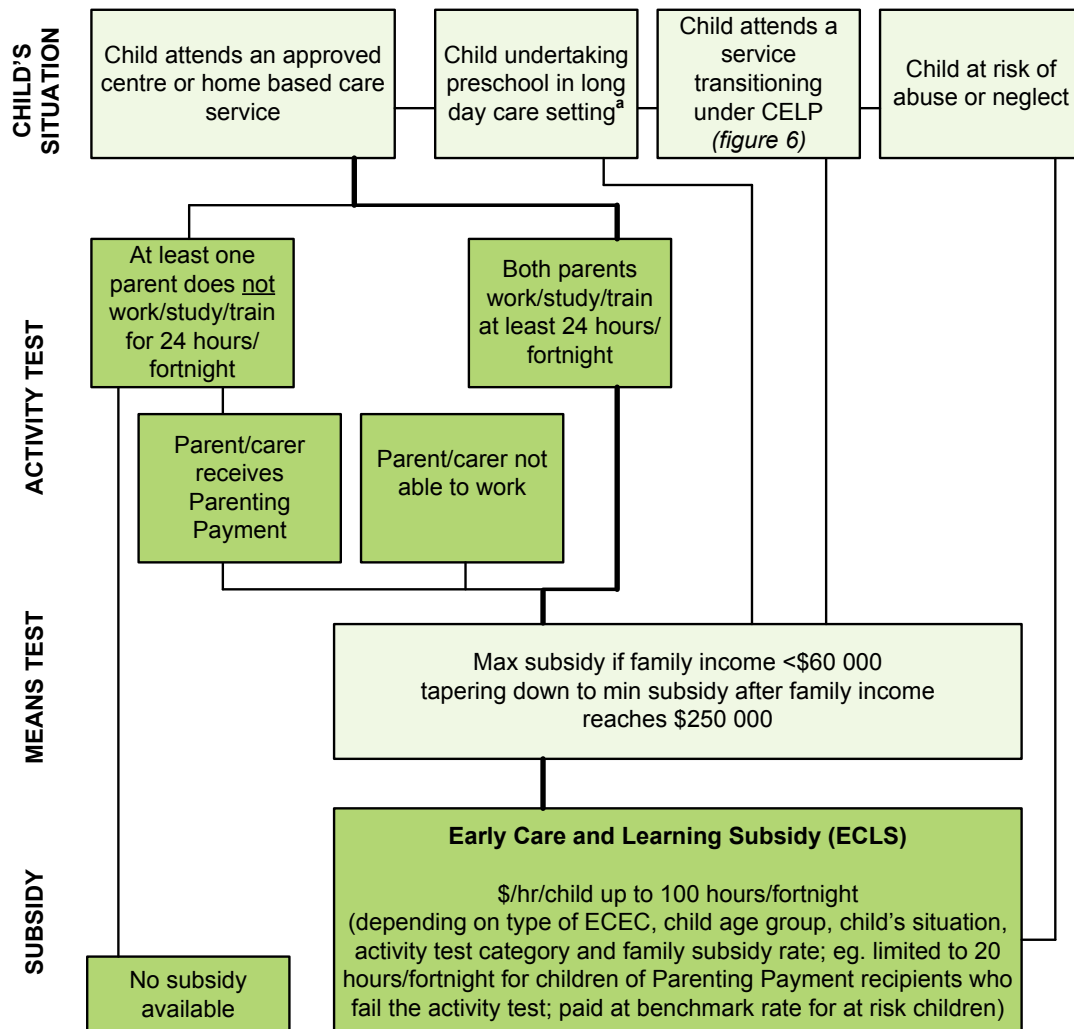 CHILD'S
SITUATION
Child attends an approved
centre or home based care
service
Child undertaking
preschool in long
day care setting^a
Child attends a
service
transitioning
under CELP
(figure 6)
Child at risk of
abuse or neglect
ACTIVITY TEST
At least one
parent does not
work/study/train
for 24 hours/
fortnight
Both parents
work/study/train
at least 24 hours/
fortnight
Parent/carer
receives
Parenting
Payment
Parent/carer not
able to work
MEANS TEST
Max subsidy if family income <$60 000
tapering down to min subsidy after family income
reaches $250 000
SUBSIDY
No subsidy
available
Early Care and Learning Subsidy (ECLS)
$/hr/child up to 100 hours/fortnight
(depending on type of ECEC, child age group, child's situation,
activity test category and family subsidy rate; eg. limited to 20
hours/fortnight for children of Parenting Payment recipients who
fail the activity test; paid at benchmark rate for at risk children)